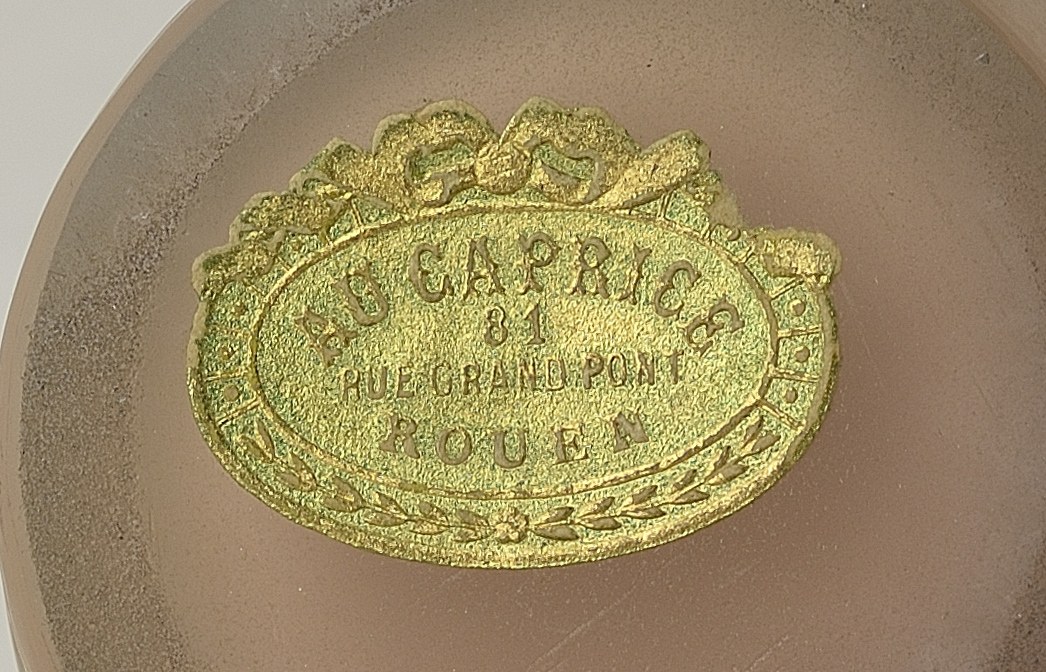 AU CAPRICE
81
RUE GRAND PONT
ROUEN